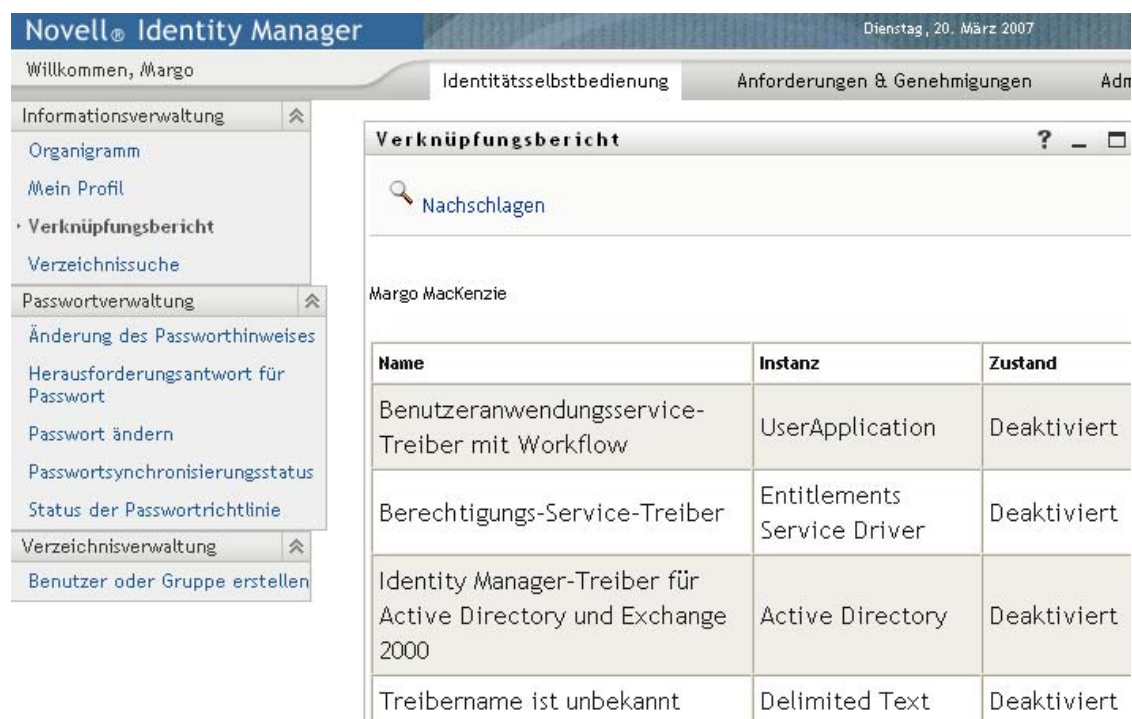 Novell® Identity Manager
Dienstag, 20. März 2007
Willkommen, Margo
Identitätsselbstbedienung
Anforderungen & Genehmigungen
Adm
Informationsverwaltung
Organigramm
Mein Profil
· Verknüpfungsbericht
Verzeichnissuche
Passwortverwaltung
Änderung des Passworthinweises
Herausforderungsantwort für
Passwort
Passwort ändern
Passwortsynchronisierungsstatus
Status der Passwortrichtlinie
Verzeichnisverwaltung
Benutzer oder Gruppe erstellen
Verknüpfungsbericht
?
Nachschlagen
Margo MacKenzie
Name Instanz Zustand
Benutzeranwendungsservice-
Treiber mit Workflow
UserApplication
Deaktiviert
Berechtigungs-Service-Treiber
Entitlements
Service Driver
Deaktiviert
Identity Manager-Treiber für
Active Directory und Exchange
2000
Active Directory
Deaktiviert
Treibername ist unbekannt
Delimited Text
Deaktiviert